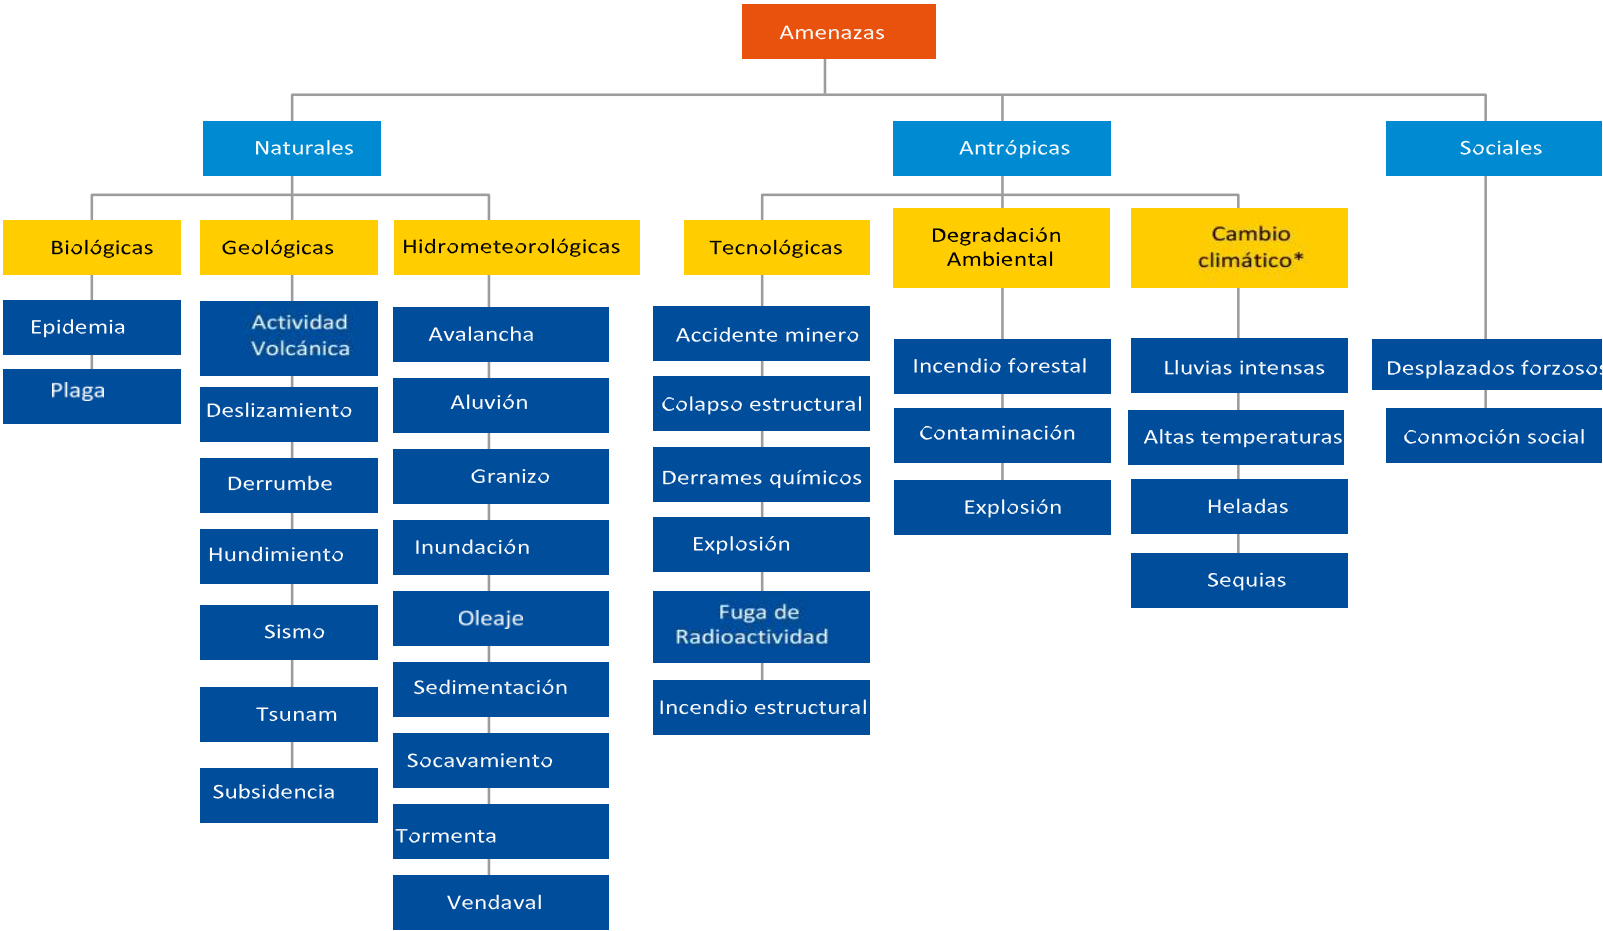 Amenazas
Naturales
Antrópicas
Sociales
Biológicas
Geológicas
Hidrometeorológicas
Tecnológicas
Degradación
Ambiental
Cambio
climático*
Epidemia
Plaga
Actividad
Volcánica
Deslizamiento
Derrumbe
Hundimiento
Sismo
Tsunam
Subsidencia
Avalancha
Aluvión
Granizo
Inundación
Oleaje
Sedimentación
Socavamiento
Tormenta
Vendaval
Accidente minero
Colapso estructural
Derrames químicos
Explosión
Fuga de
Radioactividad
Incendio estructural
Incendio forestal
Contaminación
Explosión
Lluvias intensas
Altas temperaturas
Heladas
Sequias
Desplazados forzosos
Conmoción social